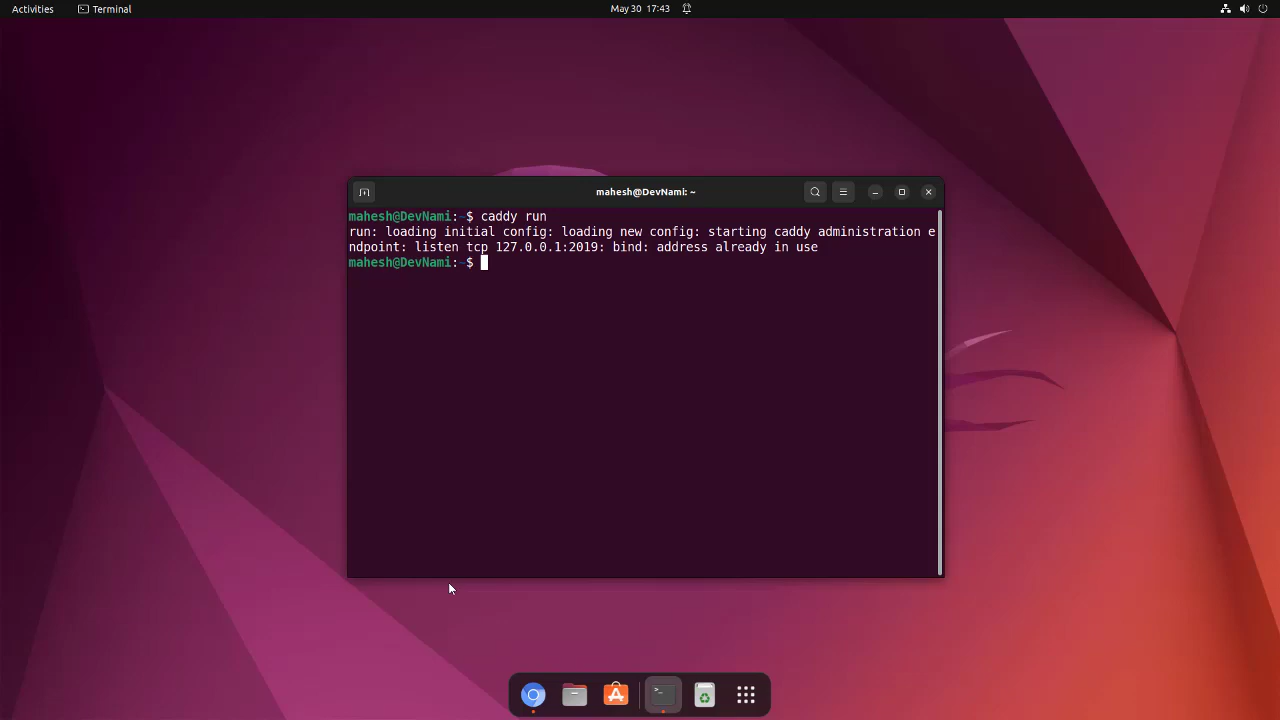 Activities
Terminal
May 30 17:43
mahesh@DevNami: ~
mahesh@DevNami:~$ caddy run
run: loading initial config: loading new config: starting caddy administration e
ndpoint: listen tcp 127.0.0.1:2019: bind: address already in use
mahesh@DevNami:~$